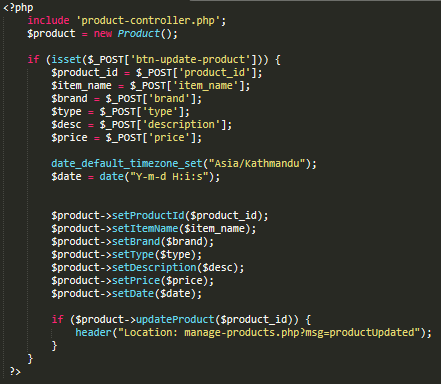 <?php
include 'product-controller.php';
$product = new Product();
if (isset($_POST['btn-update-product'])) {
$product_id = $_POST['product_id'];
$item_name = $_POST['item_name'];
$brand = $_POST['brand'];
$type = $_POST['type'];
$desc = $_POST['description'];
$price = $_POST['price'];
date_default_timezone_set("Asia/Kathmandu");
$date = date("Y-m-d H:i:s");
$product->setProductId($product_id);
$product->setItemName($item_name);
$product->setBrand($brand);
$product->setType($type);
$product->setDescription($desc);
$product->setPrice($price);
$product->setDate($date);
if ($product->updateProduct($product_id)) {
header("Location: manage-products.php?msg=productUpdated");
}
}
?>